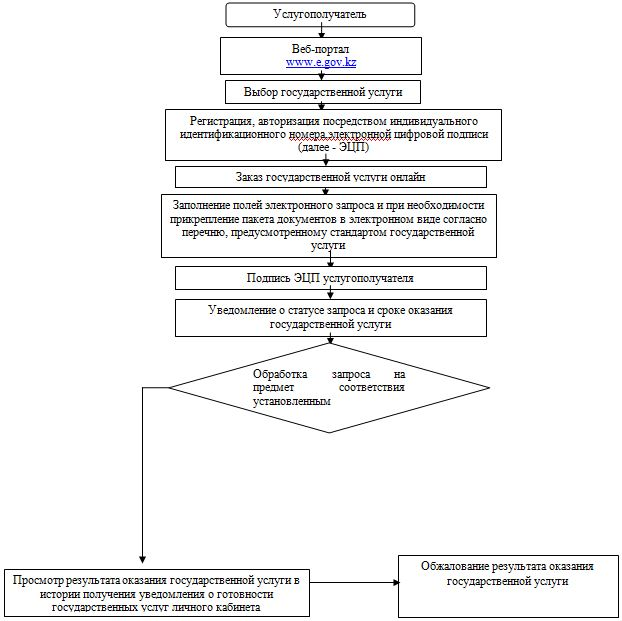 Услугополучатель
Веб-портал
www.e.gov.kz
Выбор государственной услуги
Регистрация, авторизация посредством индивидуального
идентификационного номера,электронной цифровой подписи
(далее - ЭЦП)
Заказ государственной услуги онлайн
Заполнение полей электронного запроса и при необходимости
прикрепление пакета документов в электронном виде согласно
перечню, предусмотренному стандартом государственной
услуги
Подпись ЭЦП услугополучателя
Уведомление о статусе запроса и сроке оказания
государственной услуги
Обработка запроса на
предмет соответствия
установленным
Просмотр результата оказания государственной услуги в
истории получения уведомления о готовности
государственных услуг личного кабинета
Обжалование результата оказания
государственной услуги